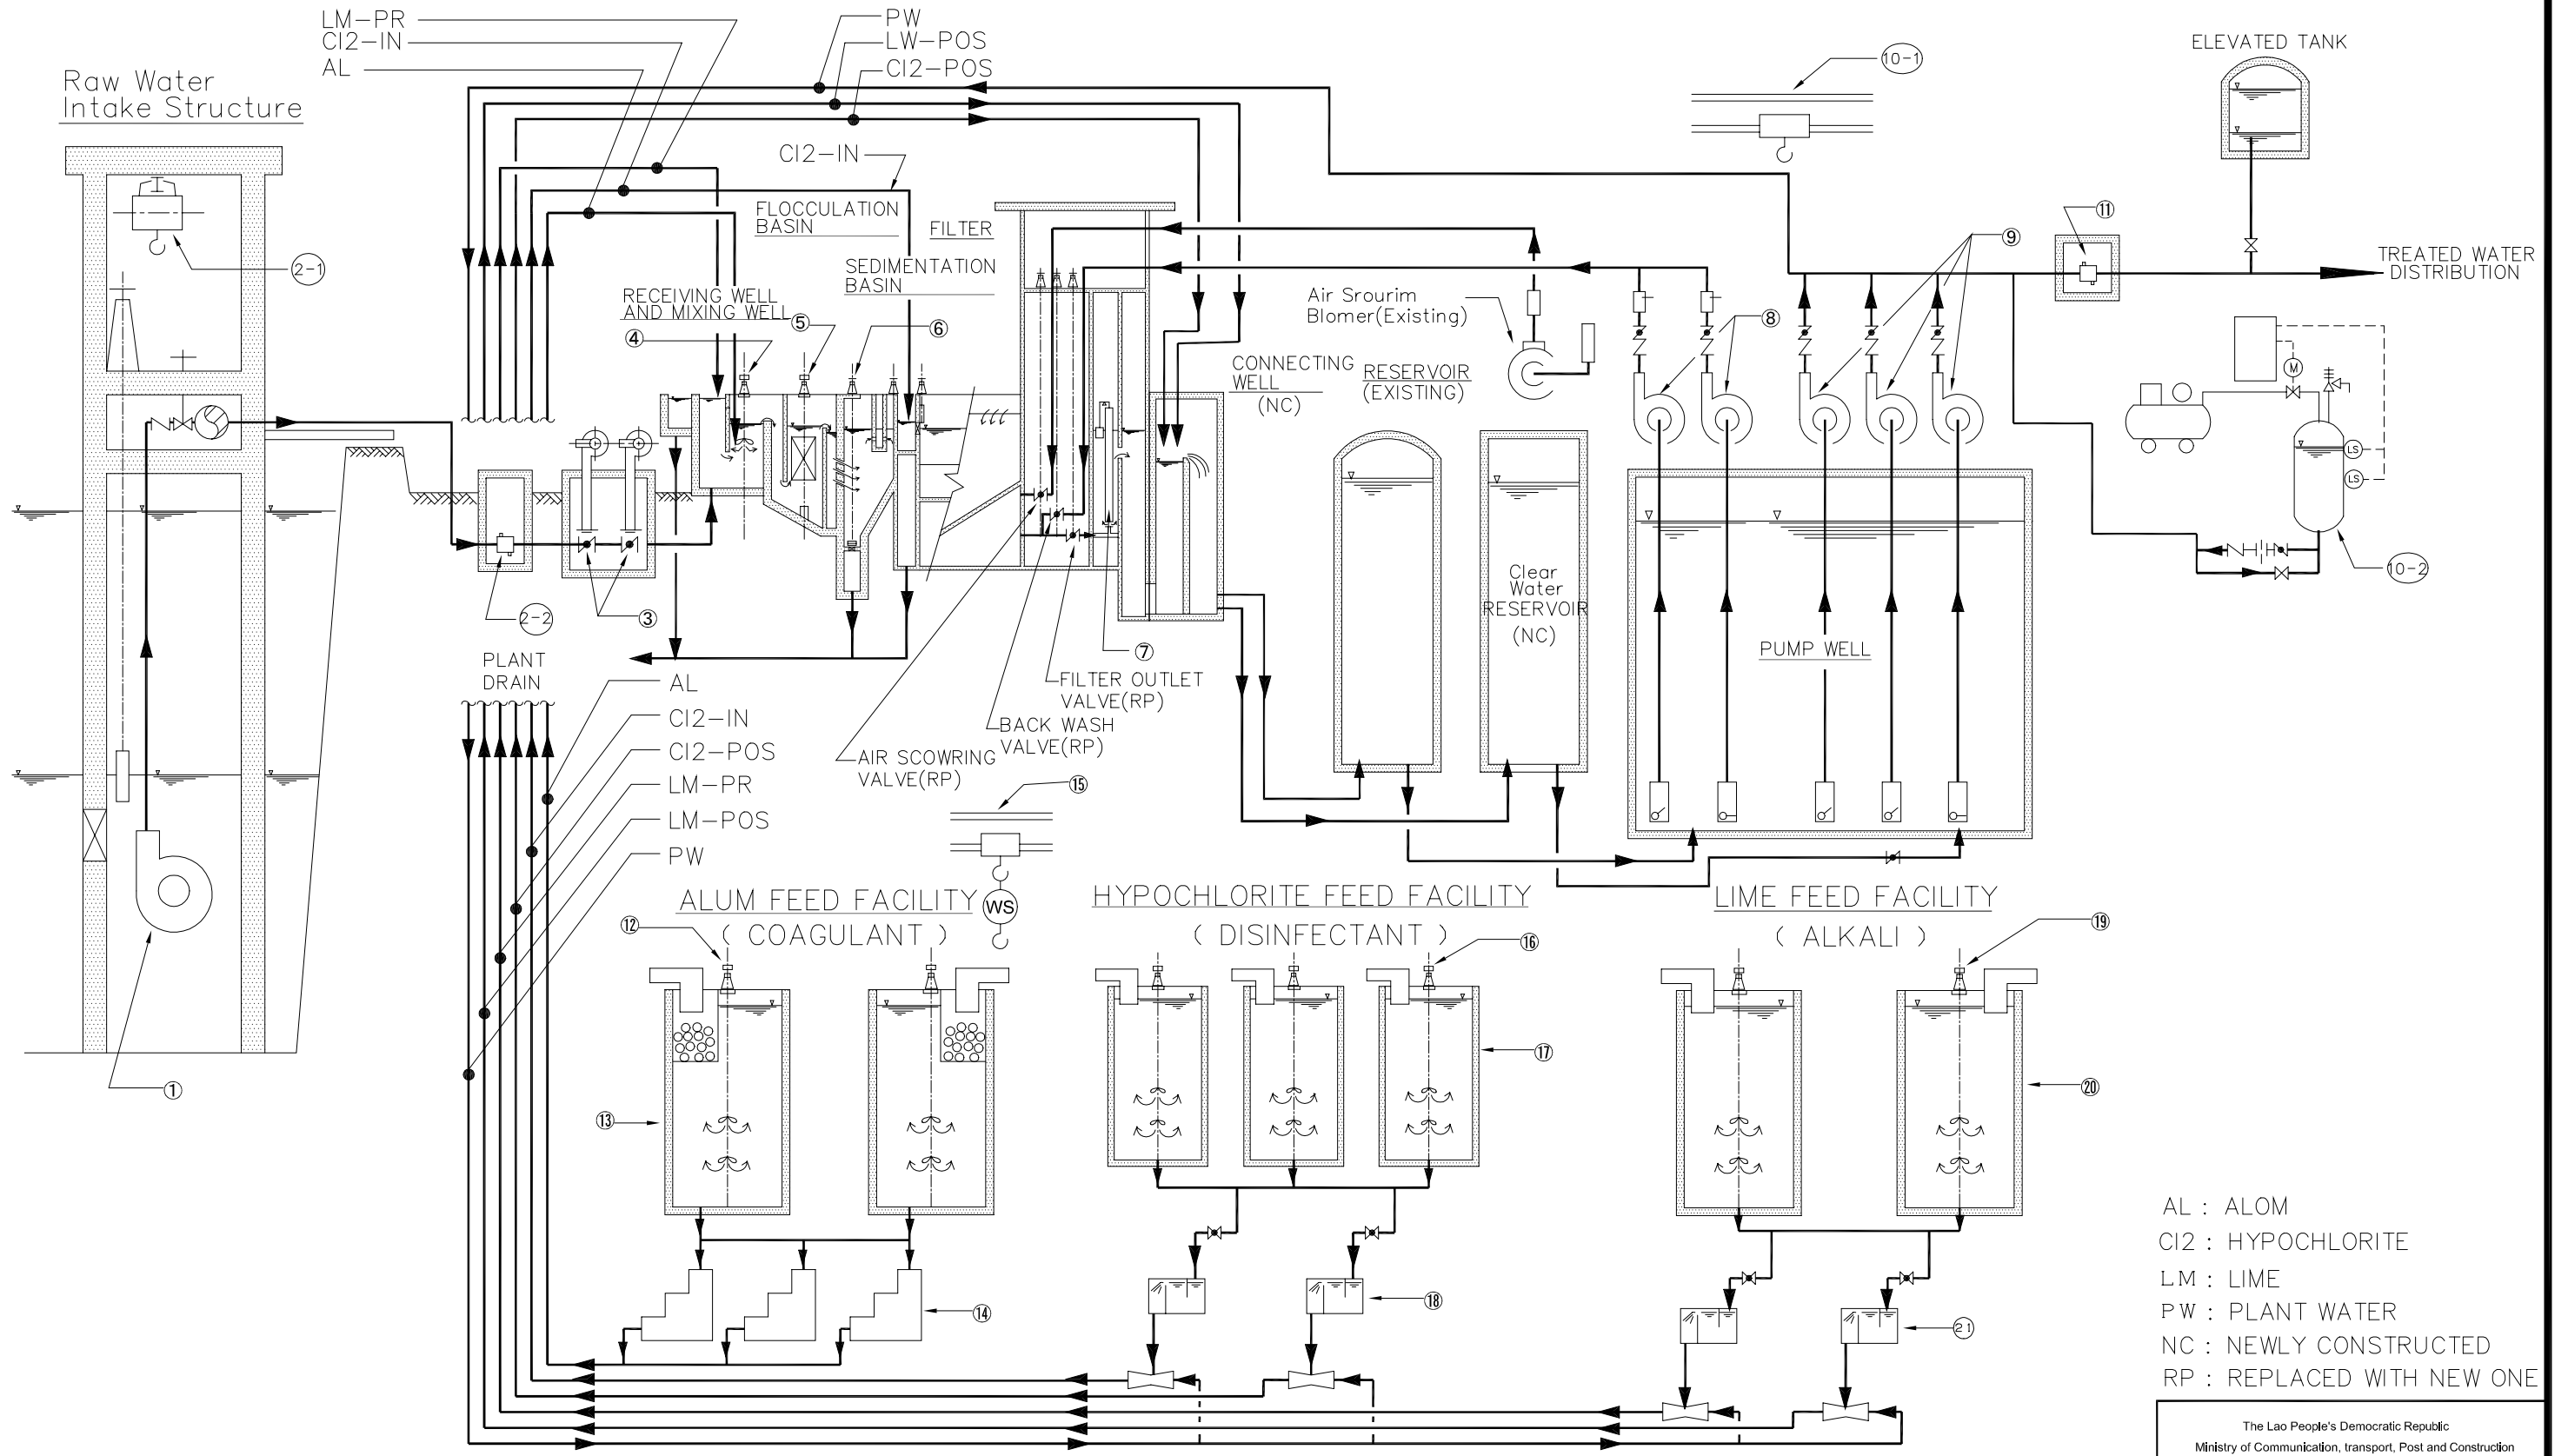 LM-PR
Cl2-IN
AL
PW
LW-POS
Cl2-POS
10-1
ELEVATED TANK
Raw Water
Intake Structure
Cl2-IN
FLOCCULATION
BASIN
FILTER
SEDIMENTATION
BASIN
2-1
⑪
⑨
TREATED WATER
DISTRIBUTION
RECEIVING WELL
AND MIXING WELL
④
⑤
⑥
Air Srourim
Blomer(Existing)
⑧
CONNECTING
WELL
(NC)
RESERVOIR
(EXISTING)
M
LS
LS
10-2
2-2
③
Clear
Water
RESERVOIR
(NC)
PUMP WELL
PLANT
DRAIN
⑦
FILTER OUTLET
VALVE(RP)
BACK WASH
VALVE(RP)
AIR SCOWRING
VALVE(RP)
AL
Cl2-IN
Cl2-POS
LM-PR
LM-POS
PW
⑮
WS
①
ALUM FEED FACILITY
( COAGULANT )
⑫
⑬
⑭
HYPOCHLORITE FEED FACILITY
( DISINFECTANT )
⑯
⑰
⑱
LIME FEED FACILITY
( ALKALI )
⑲
⑳
21
AL : ALOM
Cl2 : HYPOCHLORITE
LM : LIME
PW : PLANT WATER
NC : NEWLY CONSTRUCTED
RP : REPLACED WITH NEW ONE
The Lao People's Democratic Republic
Ministry of Communication, transport, Post and Construction